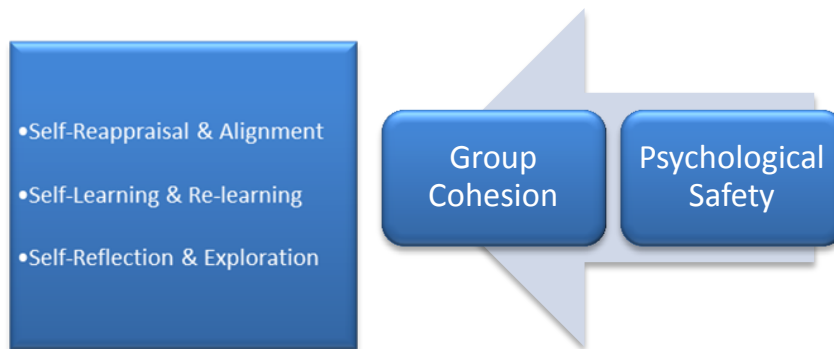 •Self-Reappraisal & Alignment
•Self-Learning & Re-learning
•Self-Reflection & Exploration
Group
Cohesion
Psychological
Safety